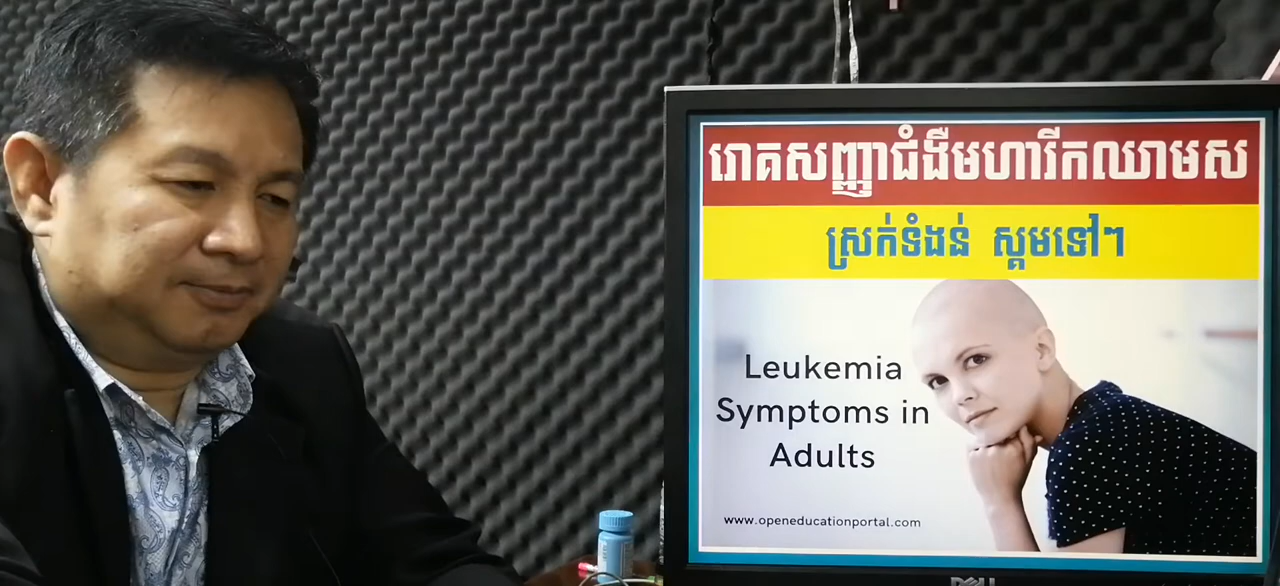 រោគសញ្ញាជំងឺមហារីកឈាមស
ស្រក់ទំងន់ ស្គមទៅៗ
Leukemia
Symptoms in
Adults
www.openeducationportal.com